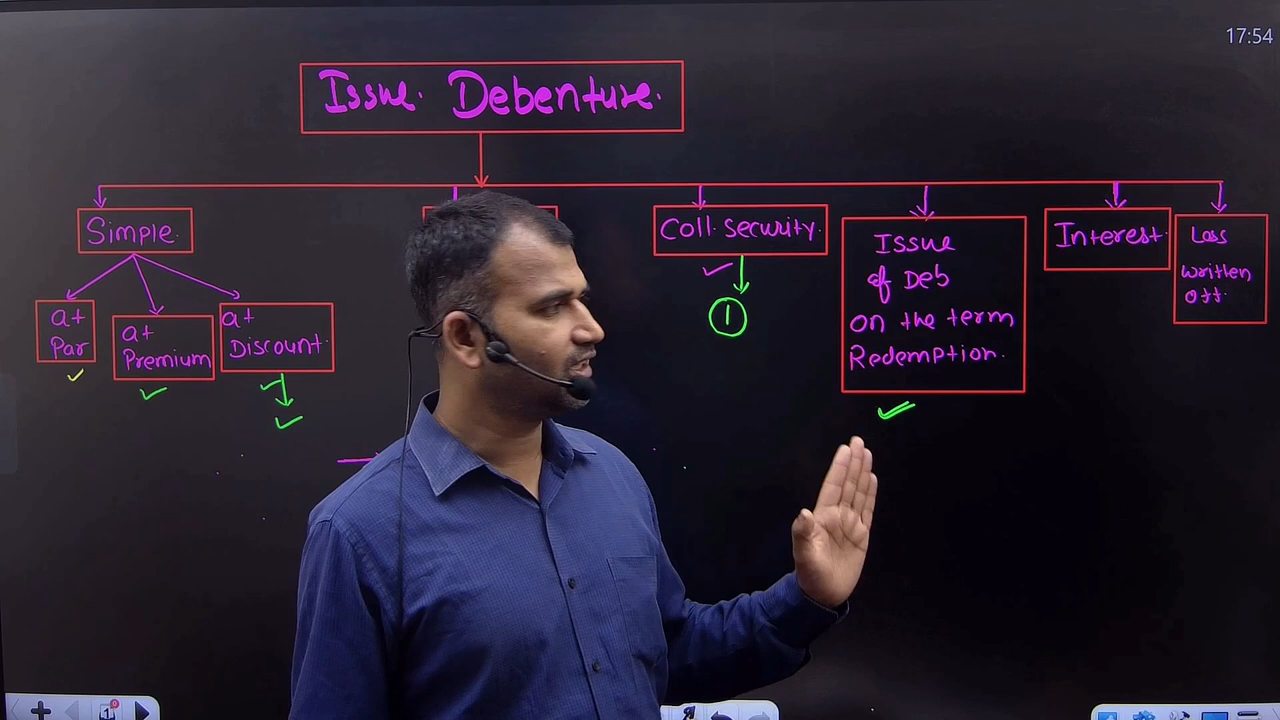 17:54
Issue Debenture.
Simple.
at
Par
at
Premium
at
Discount.
Coll. Security
1
Issue
of Deb
on the term
Redemption.
Interest.
Loss
written
off.